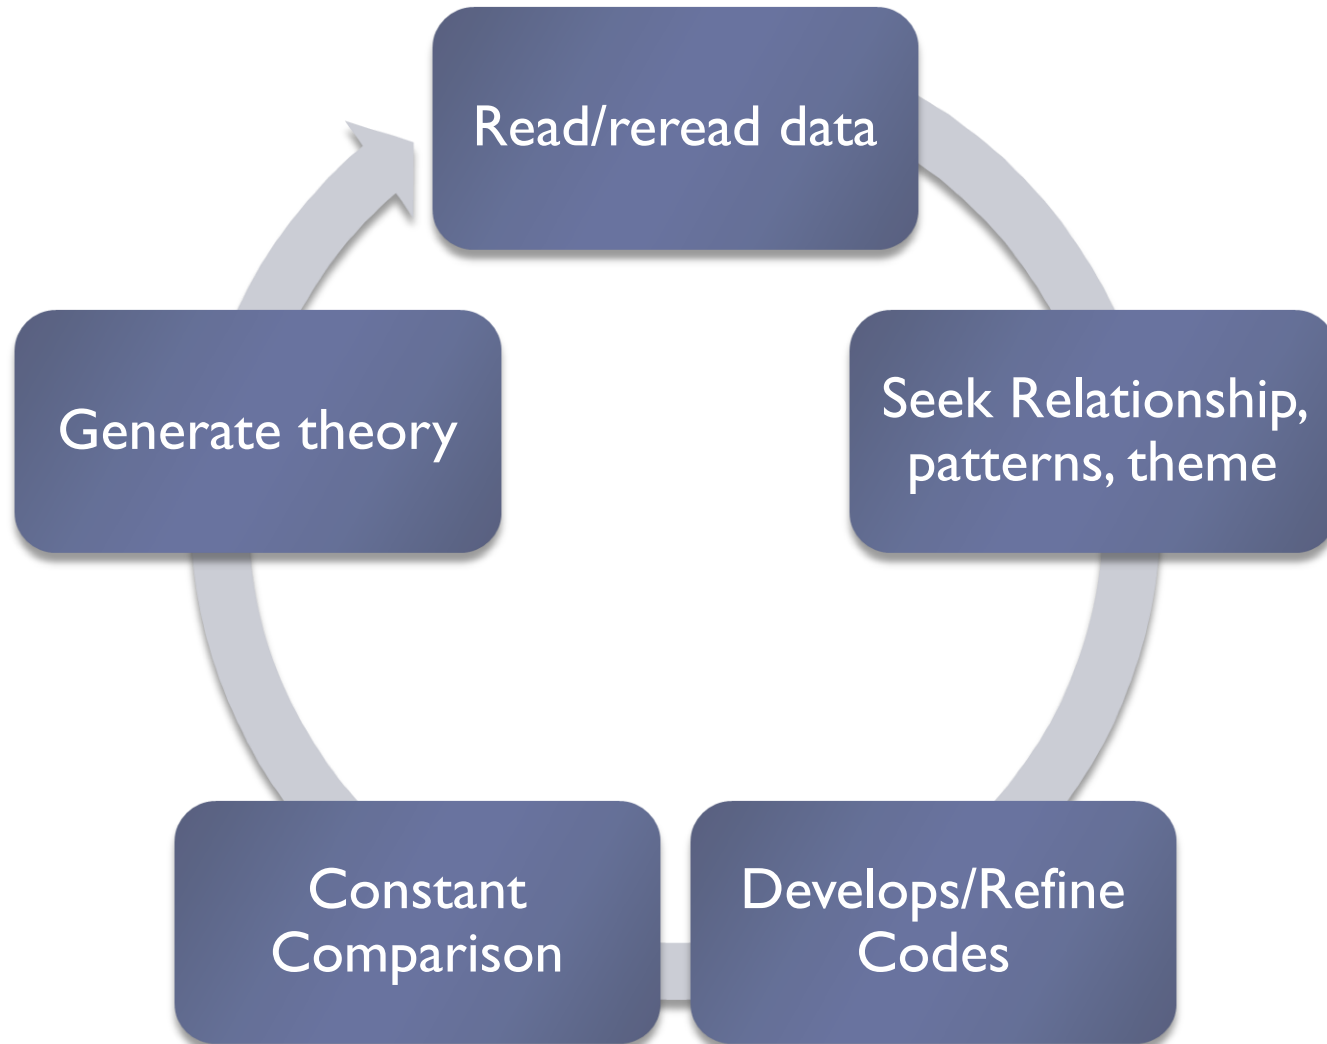 Read/reread data
Seek Relationship,
patterns, theme
Develops/Refine
Codes
Constant
Comparison
Generate theory